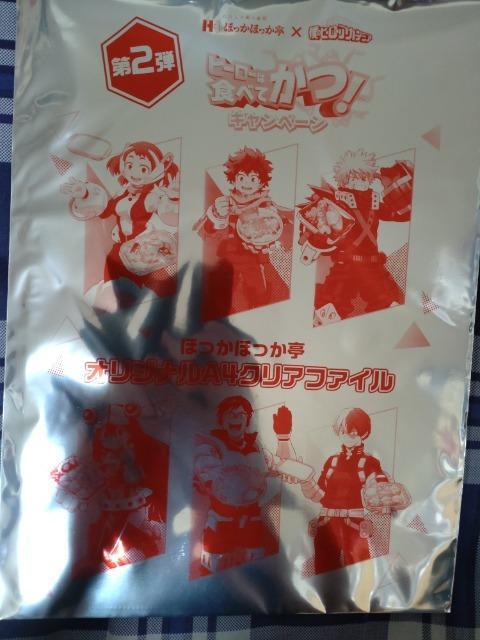 ほっかほっか亭 × 僕のヒーローアカデミア
第2弾
ヒーローは
食べてかつ!
キャンペーン
ほっかほっか亭
オリジナルA4クリアファイル